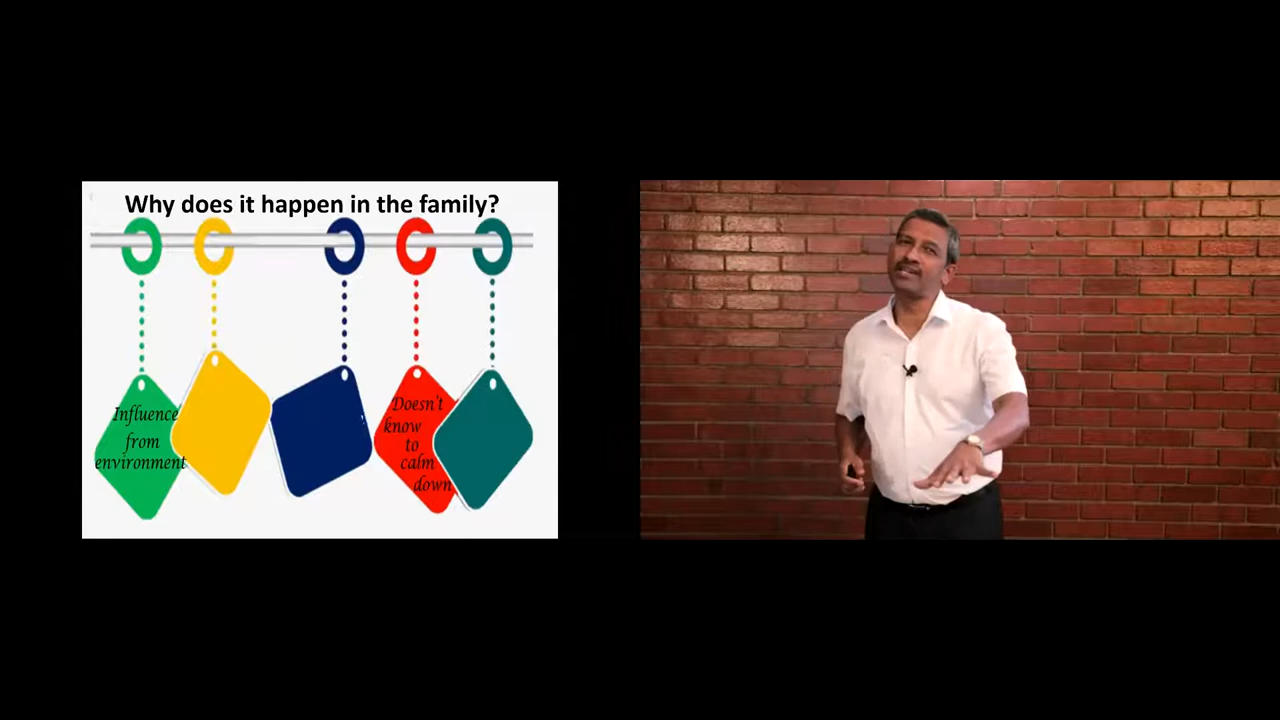 Why does it happen in the family?
Influence
from
environment
Doesn't
know
to
calm
down